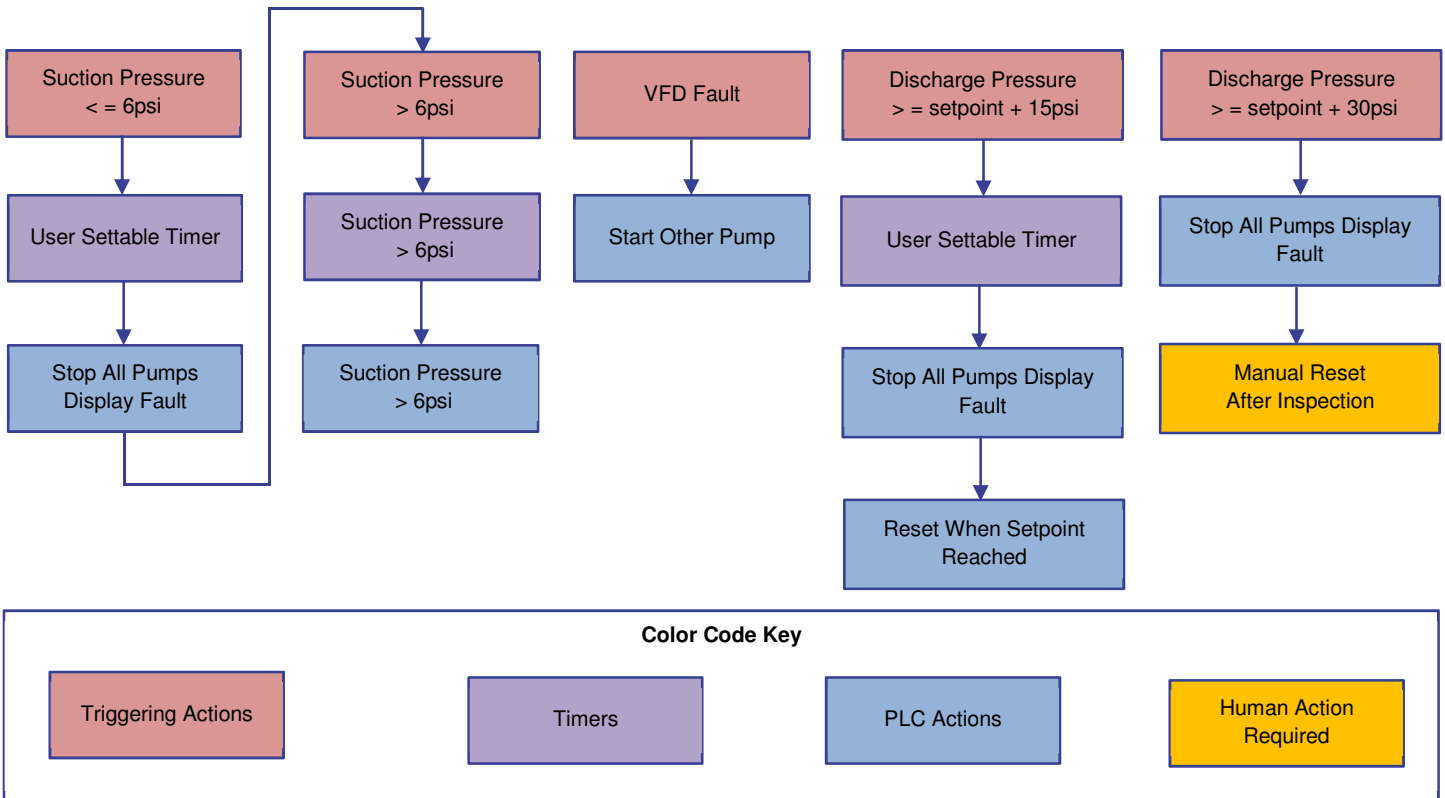 Suction Pressure
< = 6psi
User Settable Timer
Stop All Pumps
Display Fault
Suction Pressure
> 6psi
Suction Pressure
> 6psi
Suction Pressure
> 6psi
VFD Fault
Start Other Pump
Discharge Pressure
> = setpoint + 15psi
User Settable Timer
Stop All Pumps Display
Fault
Reset When Setpoint
Reached
Discharge Pressure
> = setpoint + 30psi
Stop All Pumps Display
Fault
Manual Reset
After Inspection
Color Code Key
Triggering Actions
Timers
PLC Actions
Human Action
Required